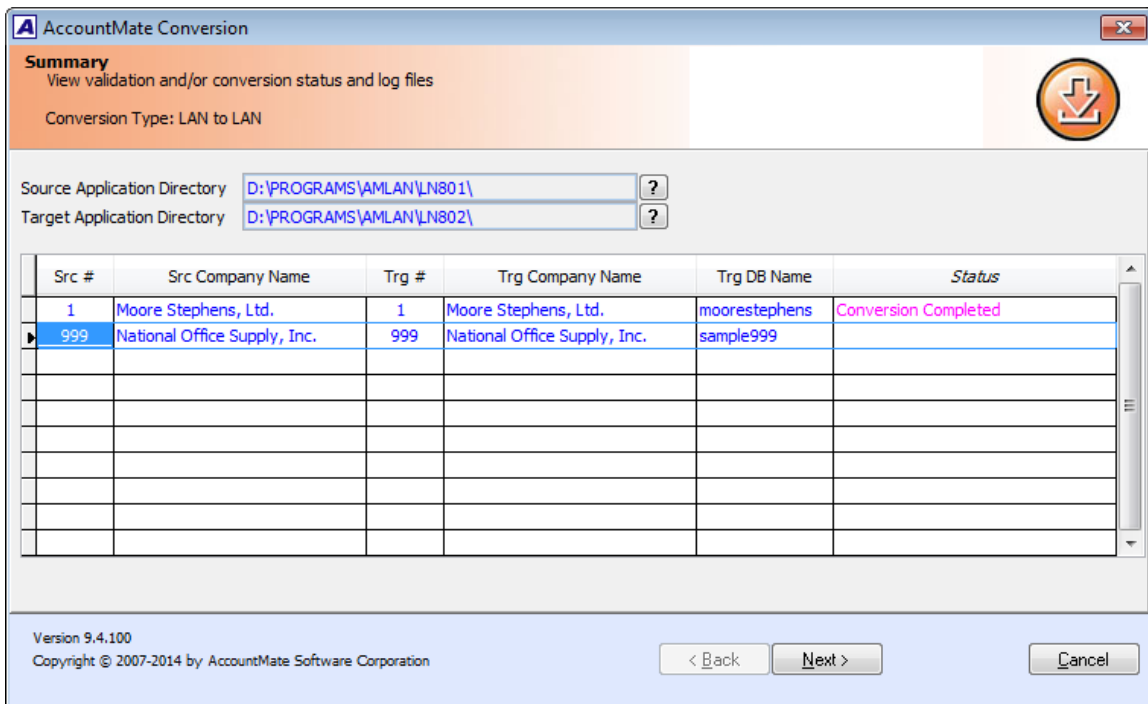 A AccountMate Conversion
Summary
View validation and/or conversion status and log files
Conversion Type: LAN to LAN
Source Application Directory D:\PROGRAMS\AMLAN\LN801\ ?
Target Application Directory D:\PROGRAMS\AMLAN\LN802\ ?
Src # Src Company Name Trg # Trg Company Name Trg DB Name Status
1 Moore Stephens, Ltd. 1 Moore Stephens, Ltd. moorestephens Conversion Completed
999 National Office Supply, Inc. 999 National Office Supply, Inc. sample999
Version 9.4.100
Copyright © 2007-2014 by AccountMate Software Corporation
< Back Next > Cancel